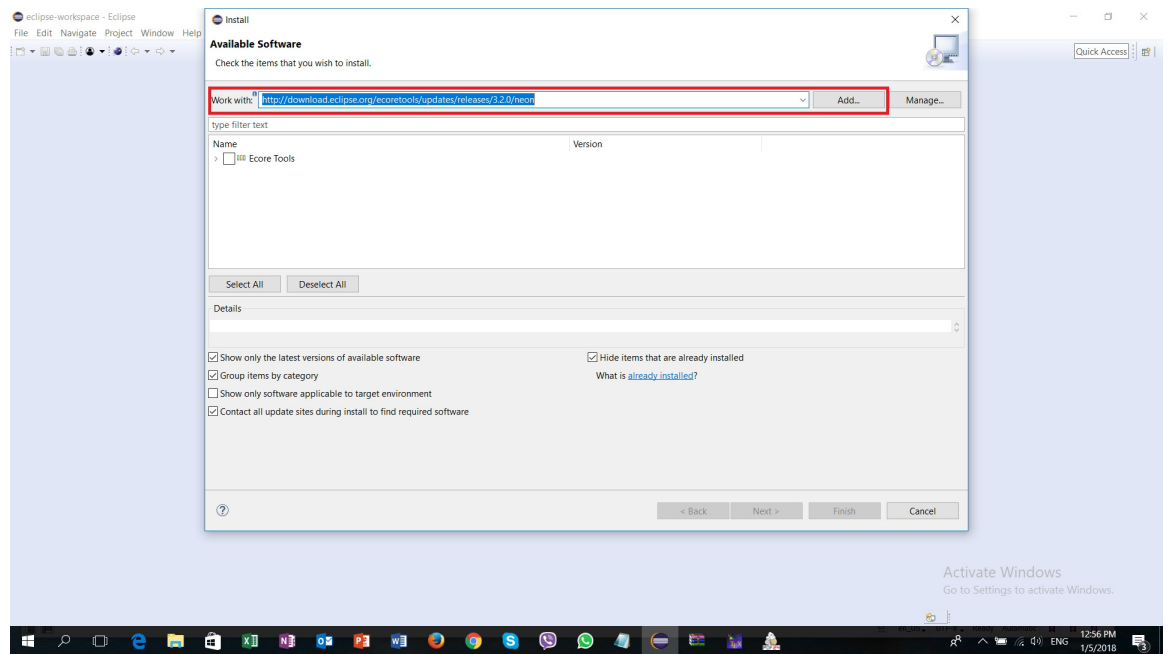 eclipse-workspace - Eclipse
File Edit Navigate Project Window Help
Quick Access
Install
Available Software
Check the items that you wish to install.
Work with: http://download.eclipse.org/ecoretools/updates/releases/3.2.0/neon Add... Manage...
type filter text
Name Version
Ecore Tools
Select All Deselect All
Details
Show only the latest versions of available software Hide items that are already installed
Group items by category What is already installed?
Show only software applicable to target environment
Contact all update sites during install to find required software
< Back Next > Finish Cancel
Activate Windows
Go to Settings to activate Windows.
ENG
12:56 PM
1/5/2018
3